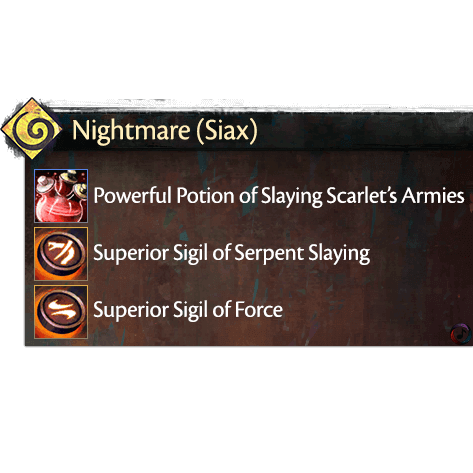 Nightmare (Siax)
Powerful Potion of Slaying Scarlet's Armies
Superior Sigil of Serpent Slaying
Superior Sigil of Force